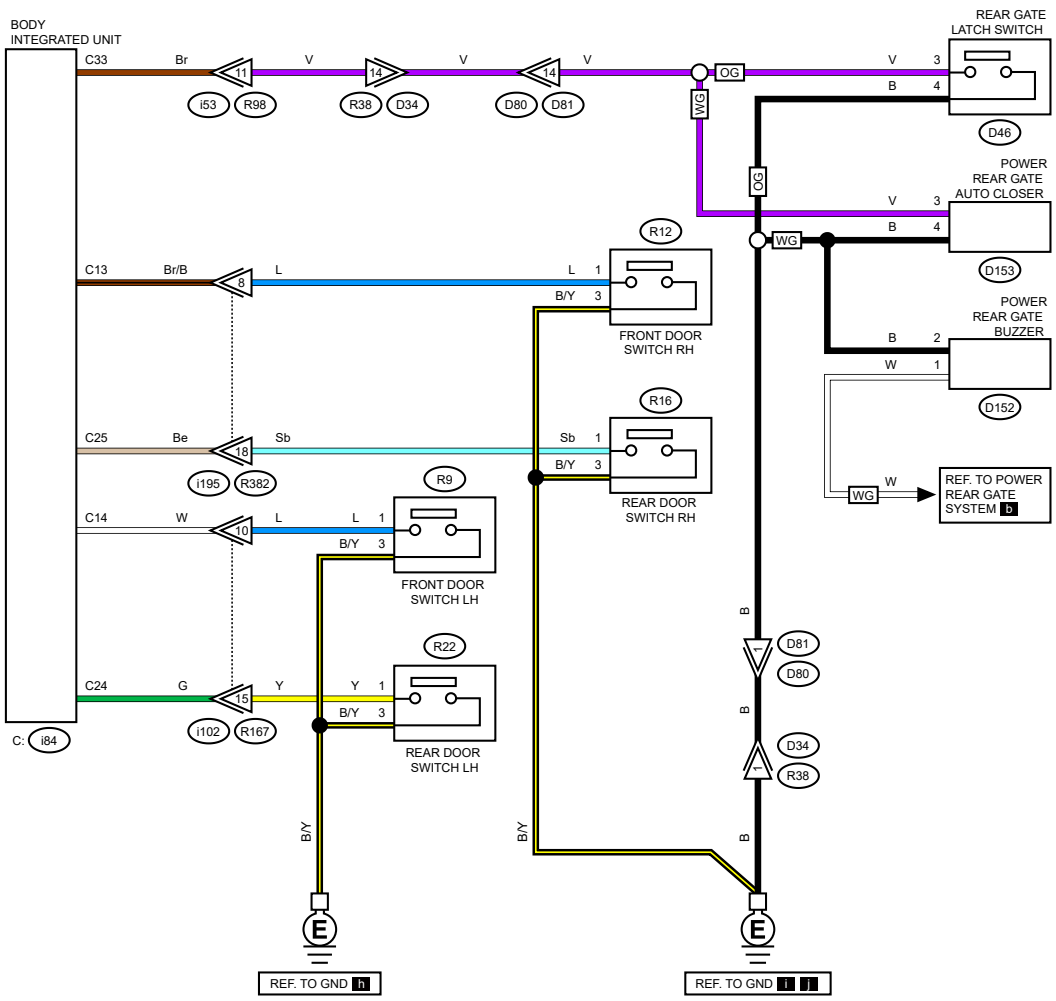 BODY
INTEGRATED UNIT
REAR GATE
LATCH SWITCH
C33 Br 11 V 14 V 14 V OG V 3
i53 R98 R38 D34 D80 D81 WG B 4
D46
POWER
REAR GATE
AUTO CLOSER
OG
V 3
WG B 4
D153
R12
C13 Br/B 8 L L 1
B/Y 3
FRONT DOOR
SWITCH RH
POWER
REAR GATE
BUZZER
B 2
W 1
D152
R16
C25 Be 18 Sb Sb 1
B/Y 3
i195 R382
REAR DOOR
SWITCH RH
W
WG
REF. TO POWER
REAR GATE
SYSTEM b
R9
C14 W 10 L L 1
B/Y 3
FRONT DOOR
SWITCH LH
R22
C24 G 15 Y Y 1
B/Y 3
i102 R167
REAR DOOR
SWITCH LH
C: i84
B
1
D81
D80
B
1
D34
R38
B/Y
B/Y
B
E
E
REF. TO GND h
REF. TO GND i j